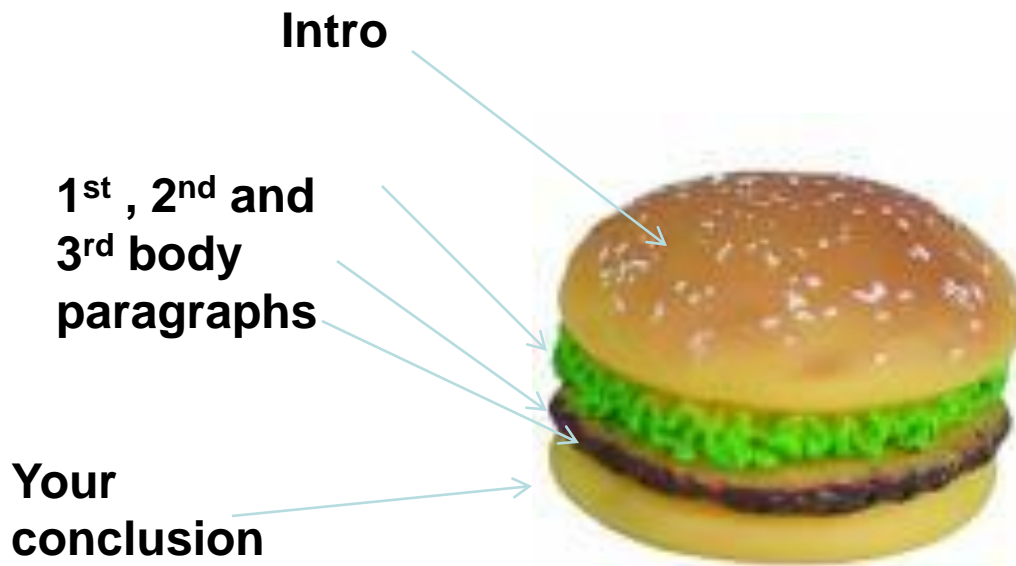 Intro
1st , 2nd and
3rd body
paragraphs
Your
conclusion